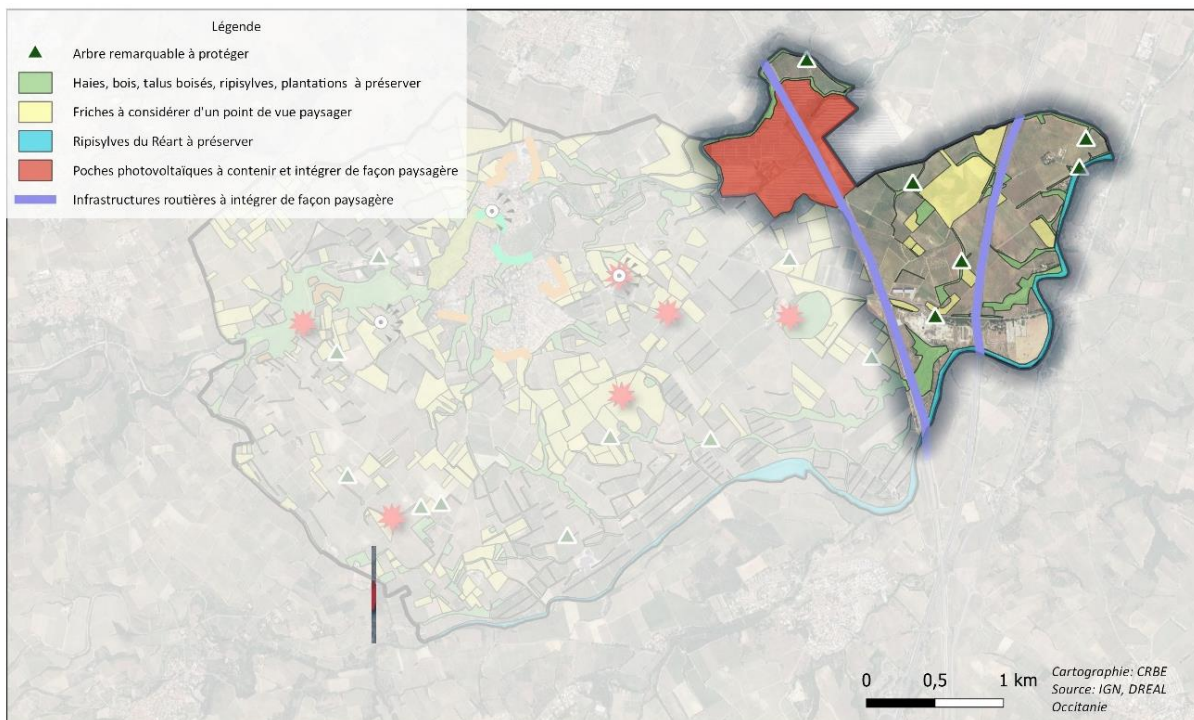 Légende
Arbre remarquable à protéger
Haies, bois, talus boisés, ripisylves, plantations à préserver
Friches à considérer d'un point de vue paysager
Ripisylves du Réart à préserver
Poches photovoltaïques à contenir et intégrer de façon paysagère
Infrastructures routières à intégrer de façon paysagère
0 0,5 1 km
Cartographie: CRBE
Source: IGN, DREAL
Occitanie